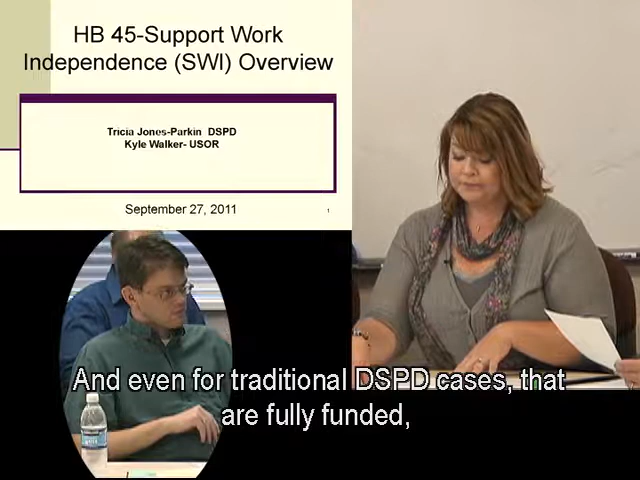 HB 45-Support Work
Independence (SWI) Overview
Tricia Jones-Parkin DSPD
Kyle Walker- USOR
September 27, 2011
1
And even for traditional DSPD cases, that
are fully funded,